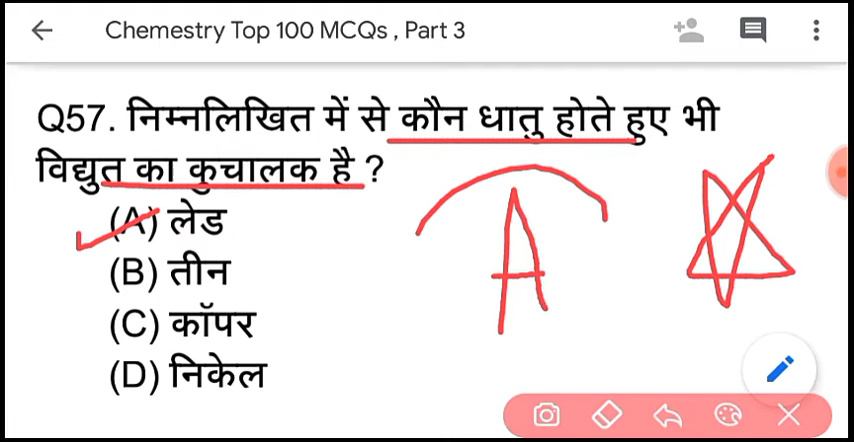 Chemestry Top 100 MCQs , Part 3
Q57. निम्नलिखित में से कौन धातु होते हुए भी
विद्युत का कुचालक है ?
(A) लेड
(B) तीन
(C) कॉपर
(D) निकेल
A